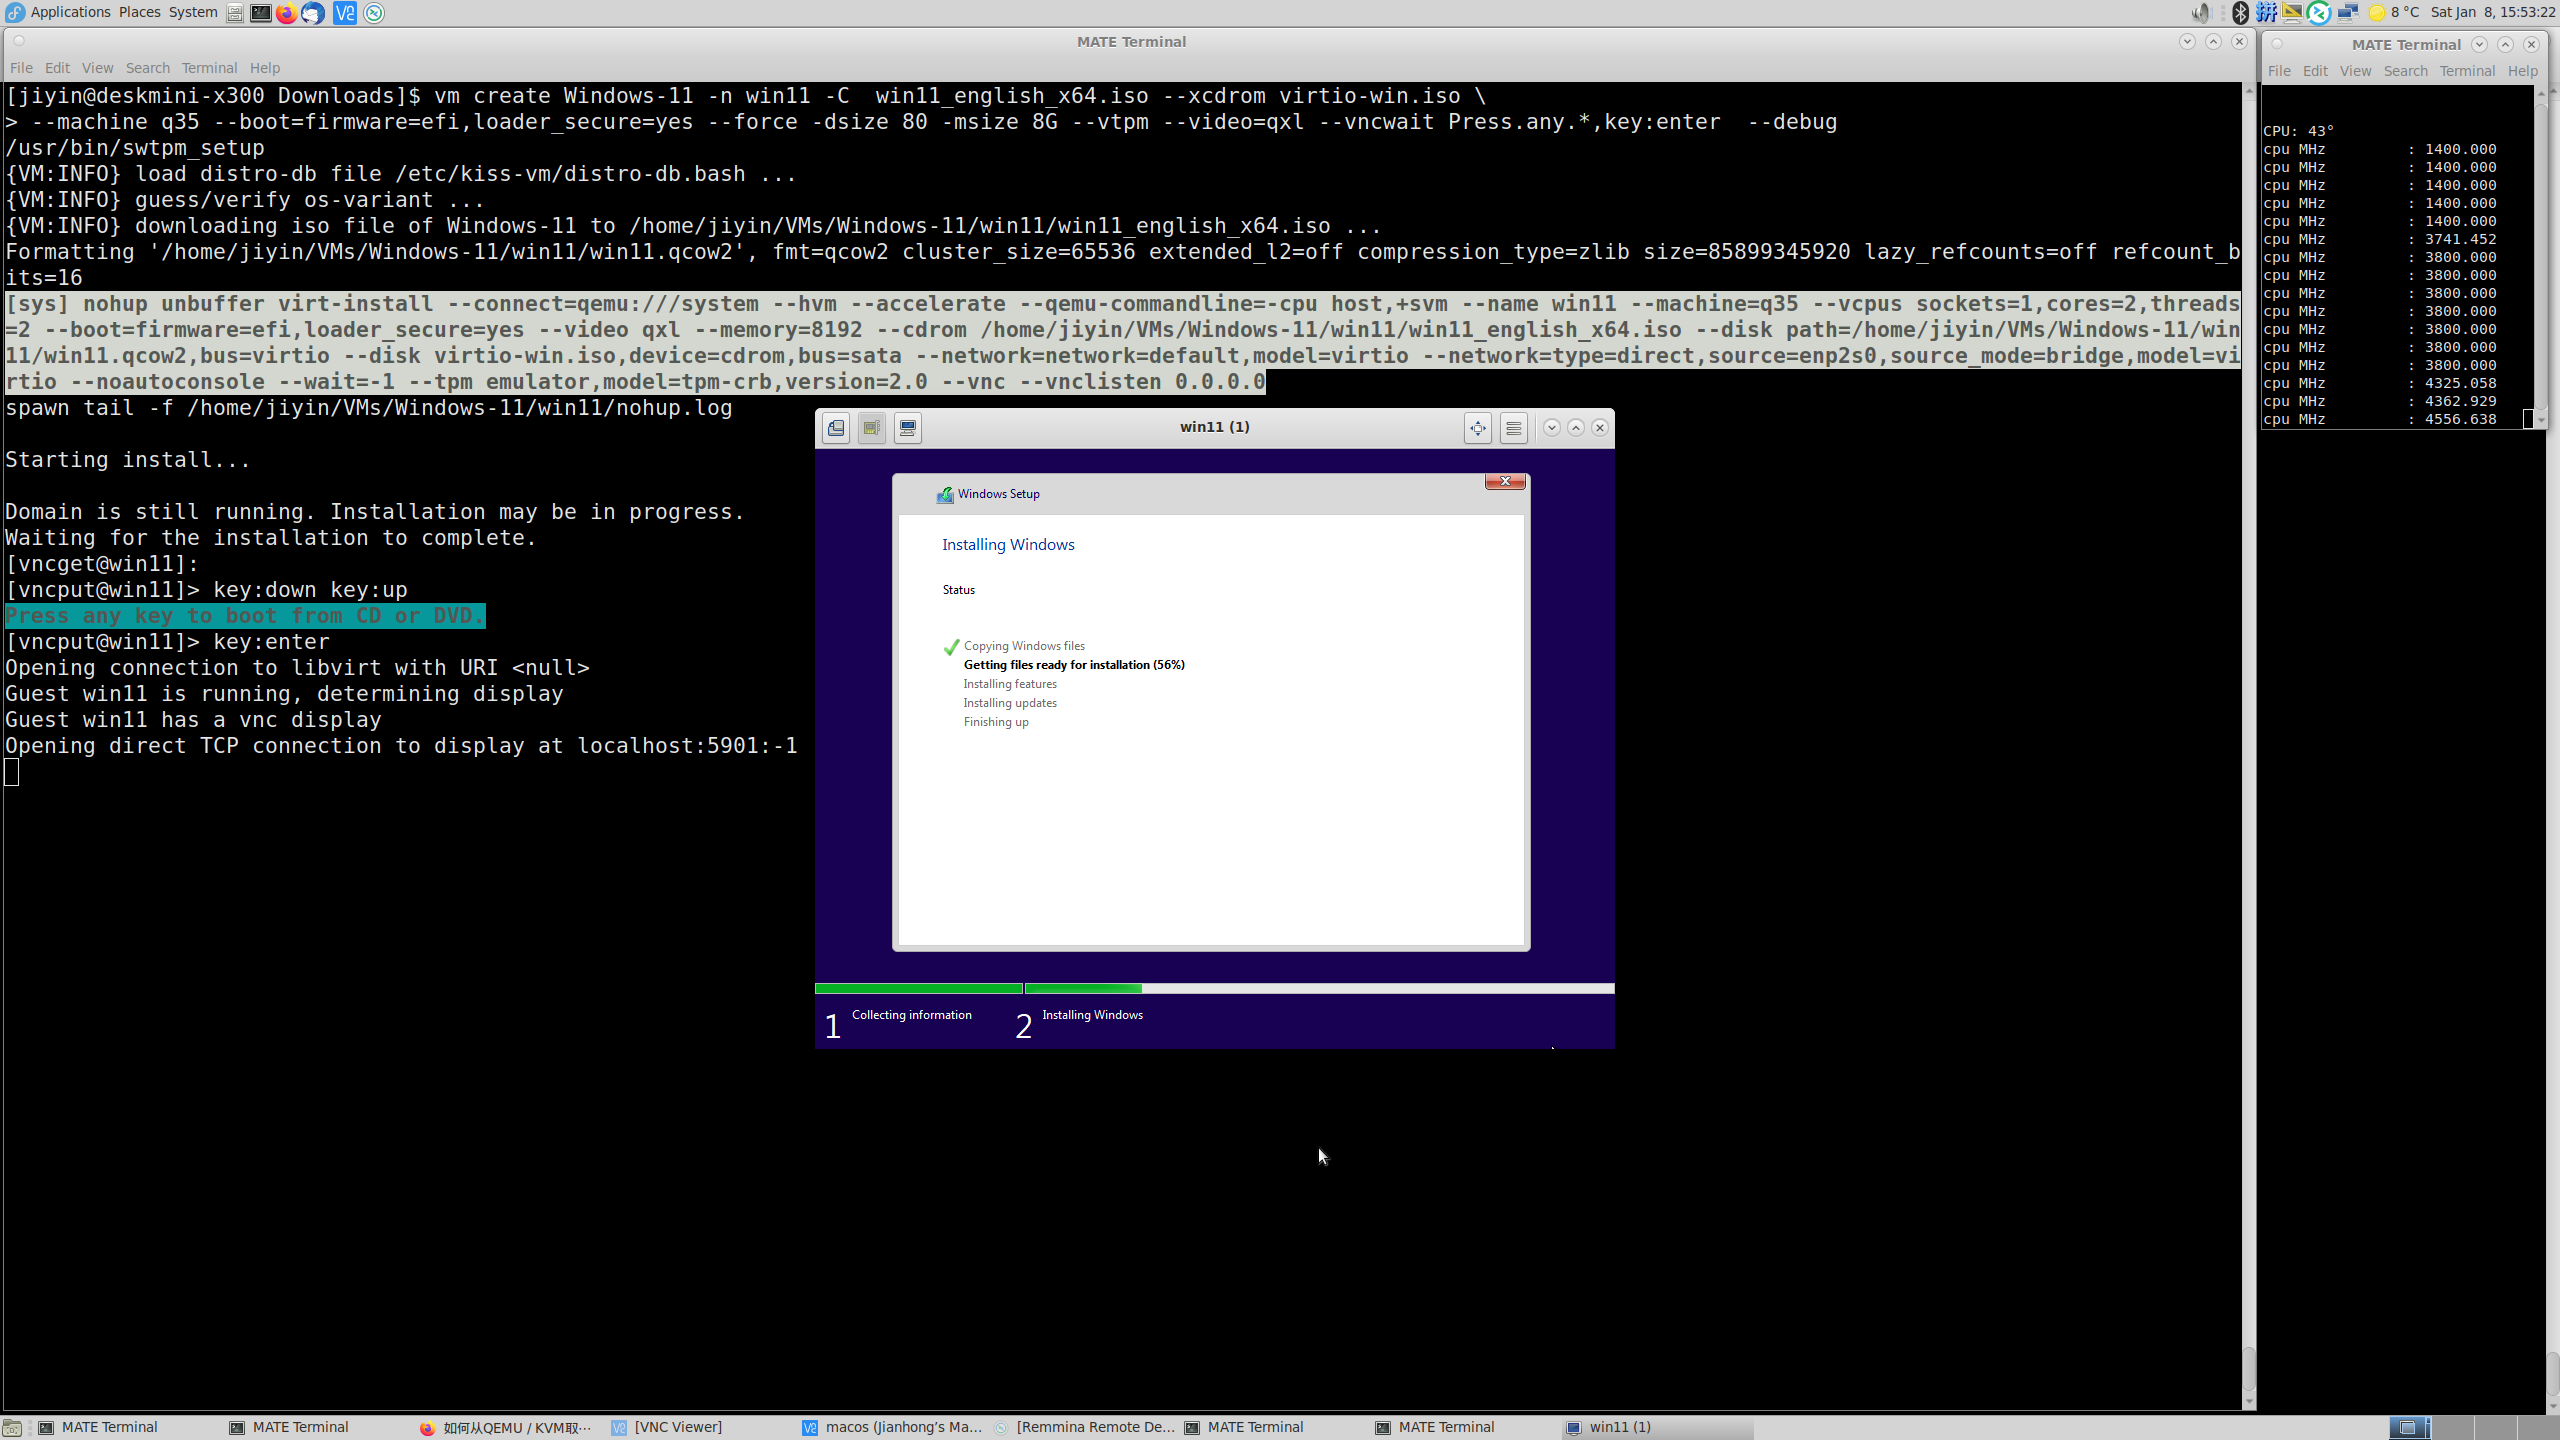 Applications Places System
8 °C Sat Jan 8, 15:53:22
MATE Terminal
File Edit View Search Terminal Help
[jiyin@deskmini-x300 Downloads]$ vm create Windows-11 -n win11 -C  win11_english_x64.iso --xcdrom virtio-win.iso \
> --machine q35 --boot=firmware=efi,loader_secure=yes --force -dsize 80 -msize 8G --vtpm --video=qxl --vncwait Press.any.*,key:enter  --debug
/usr/bin/swtpm_setup
{VM:INFO} load distro-db file /etc/kiss-vm/distro-db.bash ...
{VM:INFO} guess/verify os-variant ...
{VM:INFO} downloading iso file of Windows-11 to /home/jiyin/VMs/Windows-11/win11/win11_english_x64.iso ...
Formatting '/home/jiyin/VMs/Windows-11/win11/win11.qcow2', fmt=qcow2 cluster_size=65536 extended_l2=off compression_type=zlib size=85899345920 lazy_refcounts=off refcount_b
its=16
[sys] nohup unbuffer virt-install --connect=qemu:///system --hvm --accelerate --qemu-commandline=-cpu host,+svm --name win11 --machine=q35 --vcpus sockets=1,cores=2,threads
=2 --boot=firmware=efi,loader_secure=yes --video qxl --memory=8192 --cdrom /home/jiyin/VMs/Windows-11/win11/win11_english_x64.iso --disk path=/home/jiyin/VMs/Windows-11/win
11/win11.qcow2,bus=virtio --disk virtio-win.iso,device=cdrom,bus=sata --network=network=default,model=virtio --network=type=direct,source=enp2s0,source_mode=bridge,model=vi
rtio --noautoconsole --wait=-1 --tpm emulator,model=tpm-crb,version=2.0 --vnc --vnclisten 0.0.0.0
spawn tail -f /home/jiyin/VMs/Windows-11/win11/nohup.log
Starting install...
Domain is still running. Installation may be in progress.
Waiting for the installation to complete.
[vncget@win11]:
[vncput@win11]> key:down key:up
Press any key to boot from CD or DVD.
[vncput@win11]> key:enter
Opening connection to libvirt with URI <null>
Guest win11 is running, determining display
Guest win11 has a vnc display
Opening direct TCP connection to display at localhost:5901:-1
win11 (1)
Windows Setup
Installing Windows
Status
Copying Windows files
Getting files ready for installation (56%)
Installing features
Installing updates
Finishing up
1 Collecting information
2 Installing Windows
MATE Terminal
File Edit View Search Terminal Help
CPU: 43°
cpu MHz : 1400.000
cpu MHz : 1400.000
cpu MHz : 1400.000
cpu MHz : 1400.000
cpu MHz : 1400.000
cpu MHz : 3741.452
cpu MHz : 3800.000
cpu MHz : 3800.000
cpu MHz : 3800.000
cpu MHz : 3800.000
cpu MHz : 3800.000
cpu MHz : 3800.000
cpu MHz : 3800.000
cpu MHz : 4325.058
cpu MHz : 4362.929
cpu MHz : 4556.638
MATE Terminal
MATE Terminal
如何从QEMU / KVM取...
[VNC Viewer]
macos (Jianhong’s Ma...
[Remmina Remote De...
MATE Terminal
MATE Terminal
win11 (1)